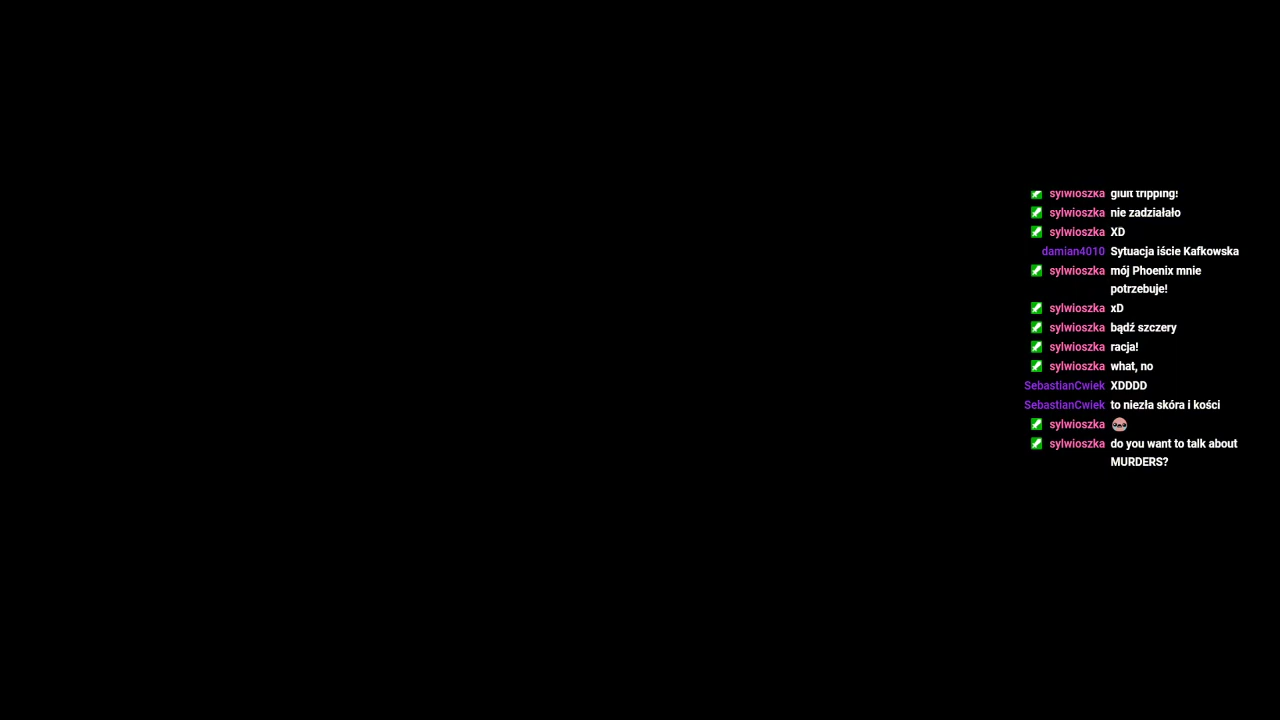 sylwioszka giult tripping!
sylwioszka nie zadziałało
sylwioszka XD
damian4010 Sytuacja iście Kafkowska
sylwioszka mój Phoenix mnie
potrzebuje!
sylwioszka xD
sylwioszka bądź szczery
sylwioszka racja!
sylwioszka what, no
SebastianCwiek XDDDD
SebastianCwiek to niezła skóra i kości
sylwioszka
sylwioszka do you want to talk about
MURDERS?